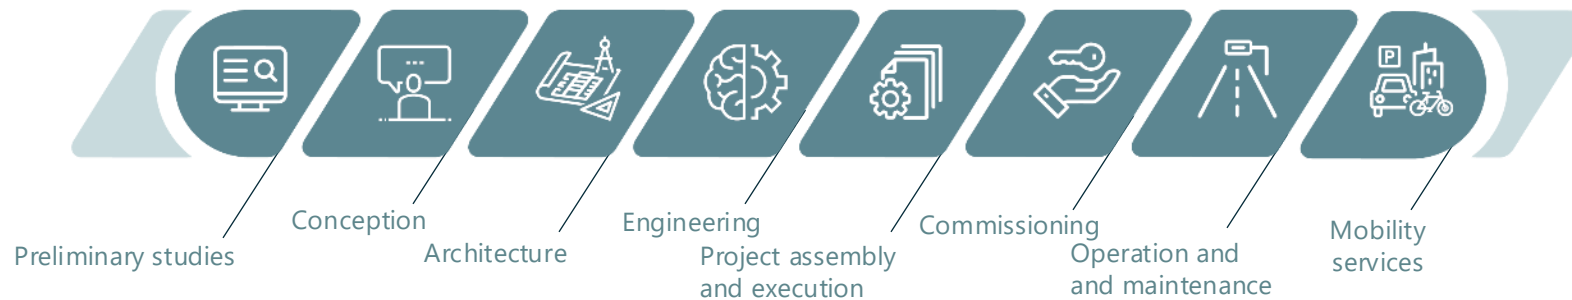 P
Preliminary studies
Conception
Architecture
Engineering
Project assembly
and execution
Commissioning
Operation and
and maintenance
Mobility
services